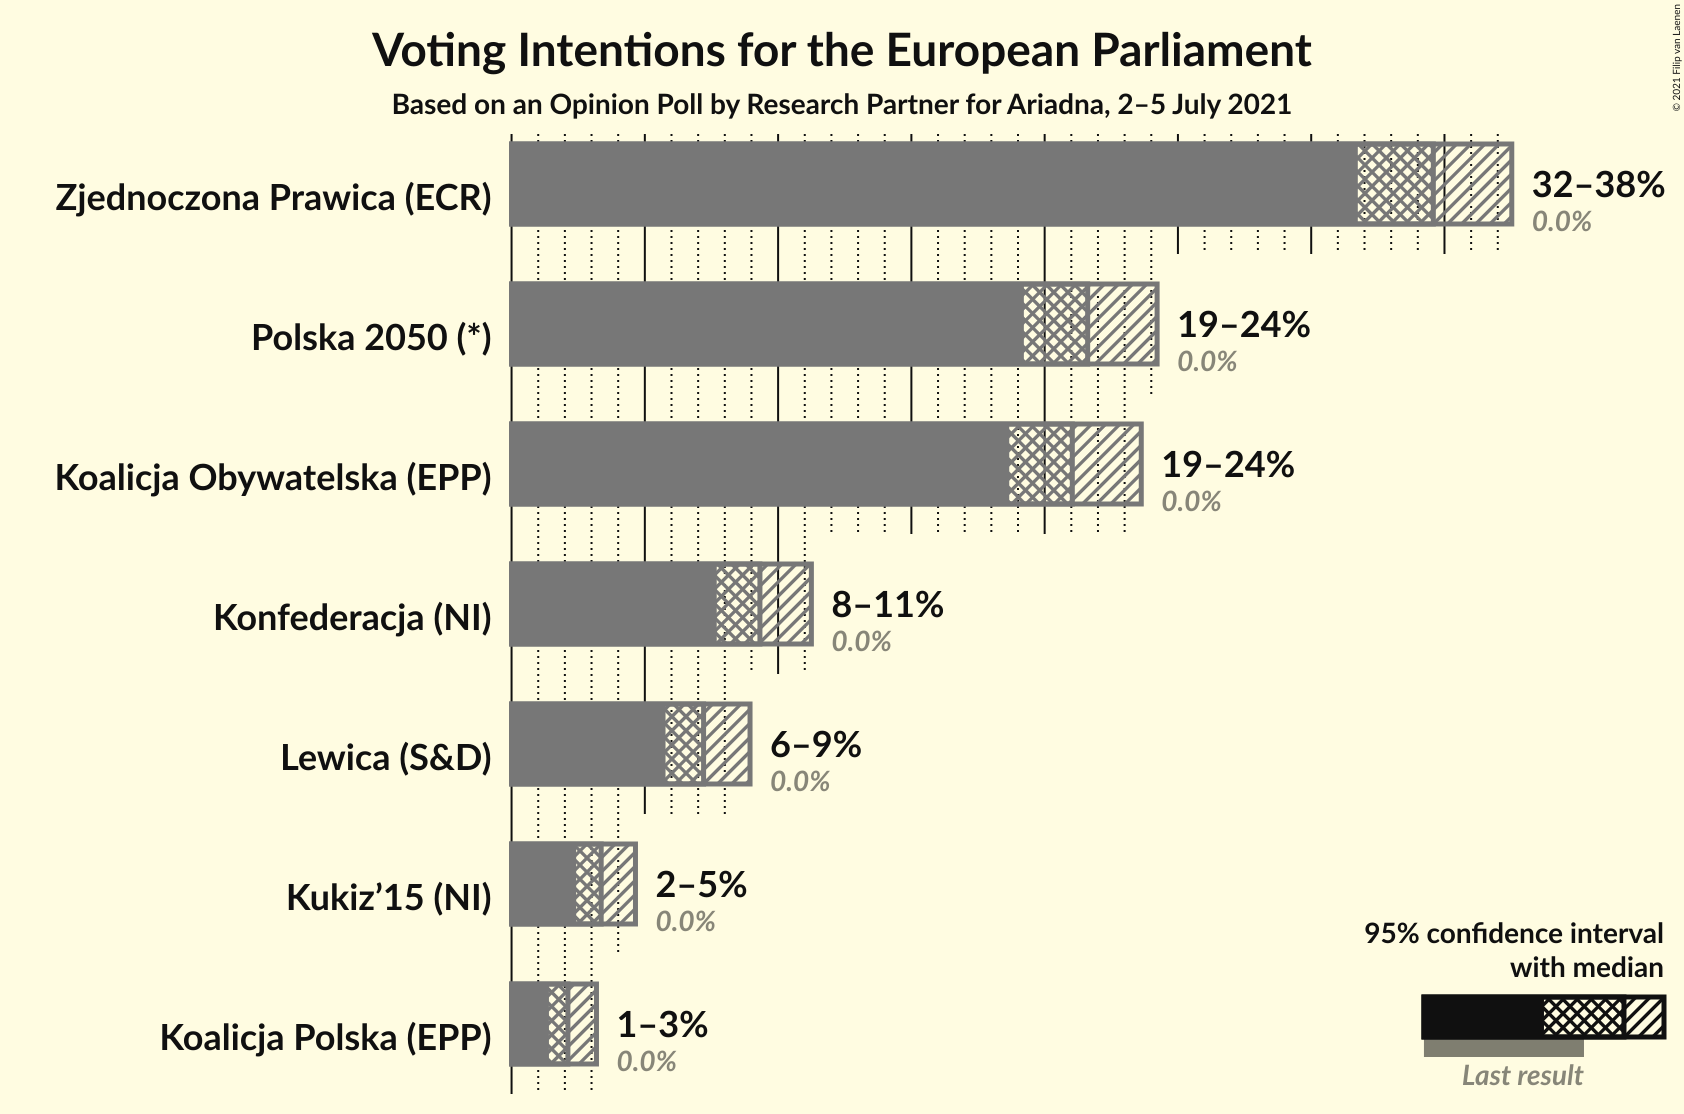 Voting Intentions for the European Parliament
Based on an Opinion Poll by Research Partner for Ariadna, 2–5 July 2021
© 2021 Filip van Laenen
Zjednoczona Prawica (ECR)
32–38%
0.0%
Polska 2050 (*)
19–24%
0.0%
Koalicja Obywatelska (EPP)
19–24%
0.0%
Konfederacja (NI)
8–11%
0.0%
Lewica (S&D)
6–9%
0.0%
Kukiz’15 (NI)
2–5%
0.0%
Koalicja Polska (EPP)
1–3%
0.0%
95% confidence interval
with median
Last result